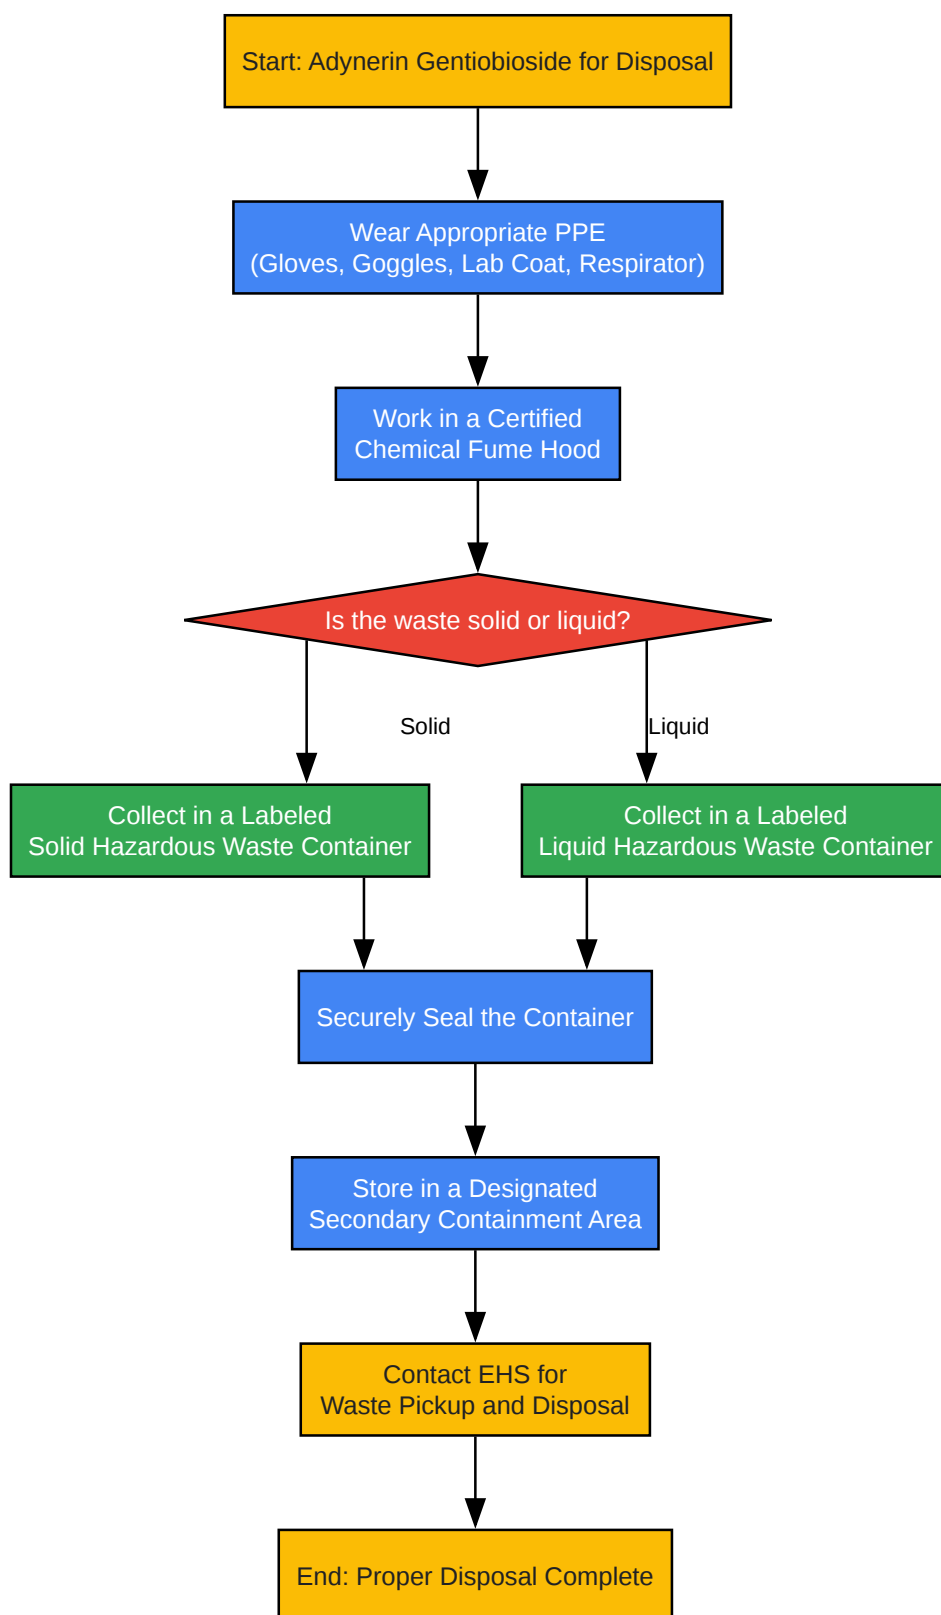 Start: Adynerin Gentiobioside for Disposal
Wear Appropriate PPE
(Gloves, Goggles, Lab Coat, Respirator)
Work in a Certified
Chemical Fume Hood
Is the waste solid or liquid?
Solid
Liquid
Collect in a Labeled
Solid Hazardous Waste Container
Collect in a Labeled
Liquid Hazardous Waste Container
Securely Seal the Container
Store in a Designated
Secondary Containment Area
Contact EHS for
Waste Pickup and Disposal
End: Proper Disposal Complete